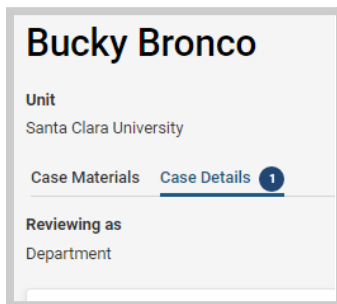 Bucky Bronco
Unit
Santa Clara University
Case Materials Case Details 1
Reviewing as
Department